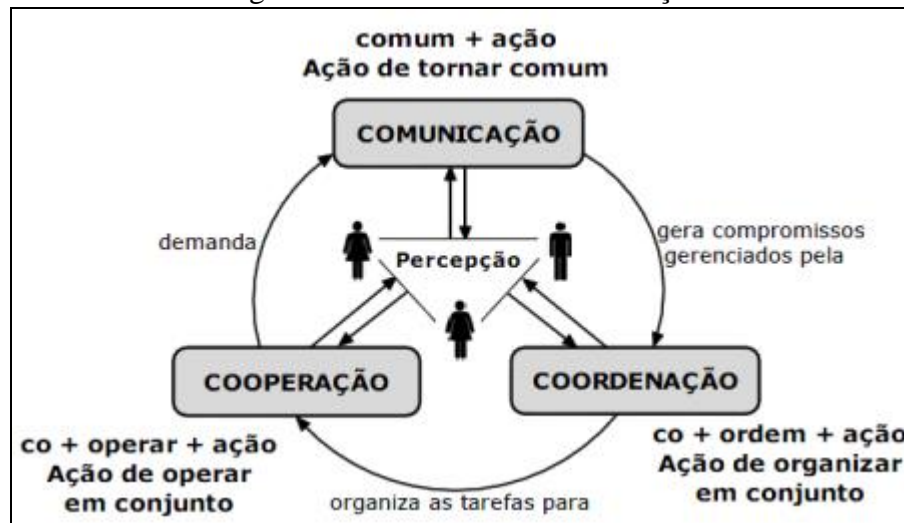 comum + ação
Ação de tornar comum
COMUNICAÇÃO
demanda
gera compromissos
gerenciados pela
Percepção
COOPERAÇÃO
COORDENAÇÃO
co + operar + ação
Ação de operar
em conjunto
organiza as tarefas para
co + ordem + ação
Ação de organizar
em conjunto